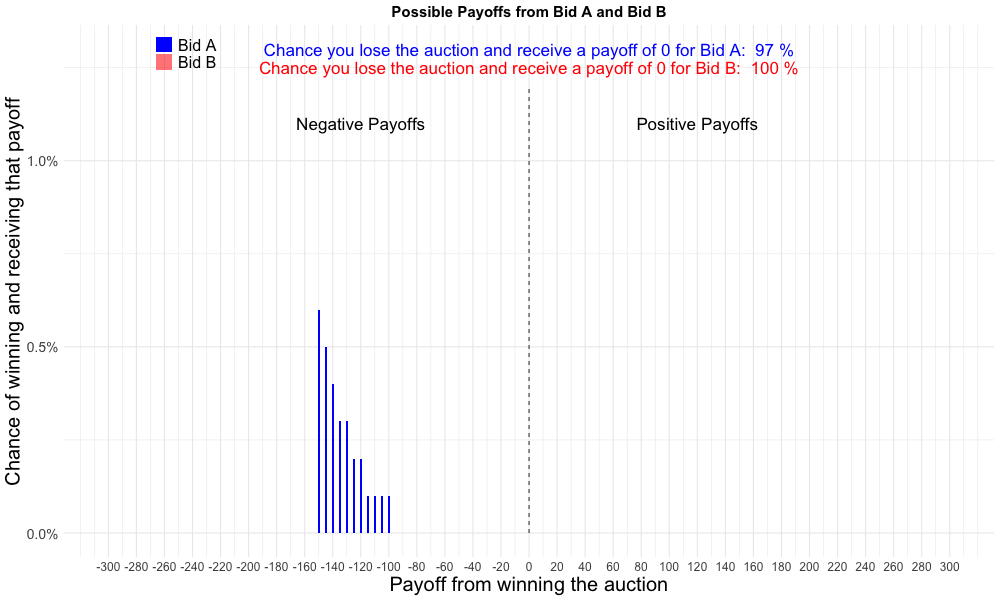 Possible Payoffs from Bid A and Bid B
Bid A
Bid B
Chance you lose the auction and receive a payoff of 0 for Bid A:  97 %
Chance you lose the auction and receive a payoff of 0 for Bid B:  100 %
Negative Payoffs
Positive Payoffs
Chance of winning and receiving that payoff
1.0%
0.5%
0.0%
-300 -280 -260 -240 -220 -200 -180 -160 -140 -120 -100 -80 -60 -40 -20 0 20 40 60 80 100 120 140 160 180 200 220 240 260 280 300
Payoff from winning the auction